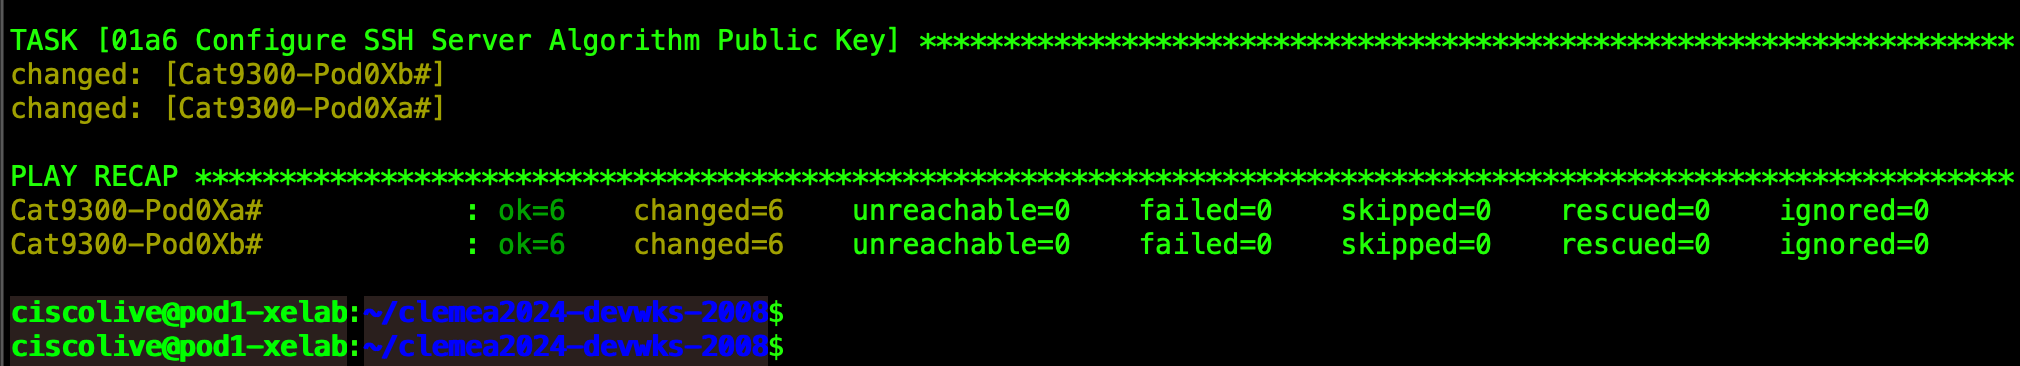 TASK [01a6 Configure SSH Server Algorithm Public Key] *****************************************************************
changed: [Cat9300-Pod0Xb#]
changed: [Cat9300-Pod0Xa#]
PLAY RECAP ************************************************************************************************************
Cat9300-Pod0Xa#            : ok=6    changed=6    unreachable=0    failed=0    skipped=0    rescued=0    ignored=0
Cat9300-Pod0Xb#            : ok=6    changed=6    unreachable=0    failed=0    skipped=0    rescued=0    ignored=0
ciscolive@pod1-xelab:~/clemea2024-devwks-2008$
ciscolive@pod1-xelab:~/clemea2024-devwks-2008$